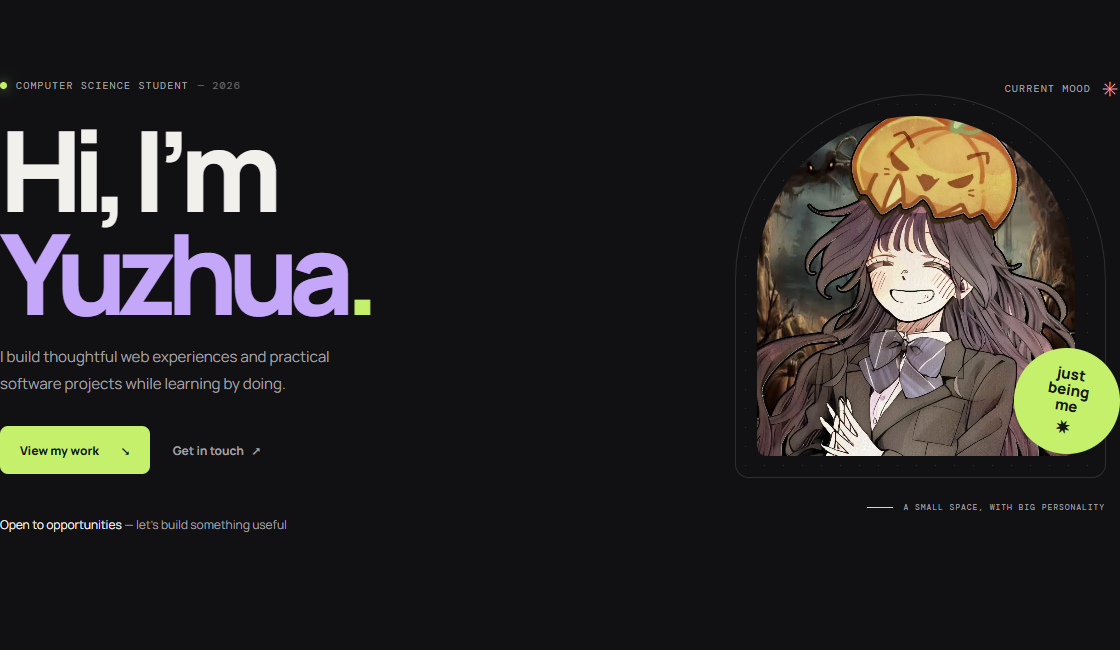 COMPUTER SCIENCE STUDENT — 2026
Hi, I’m
Yuzhua.
I build thoughtful web experiences and practical
software projects while learning by doing.
View my work ↘
Get in touch ↗
Open to opportunities — let’s build something useful
CURRENT MOOD
just
being
me
A SMALL SPACE, WITH BIG PERSONALITY